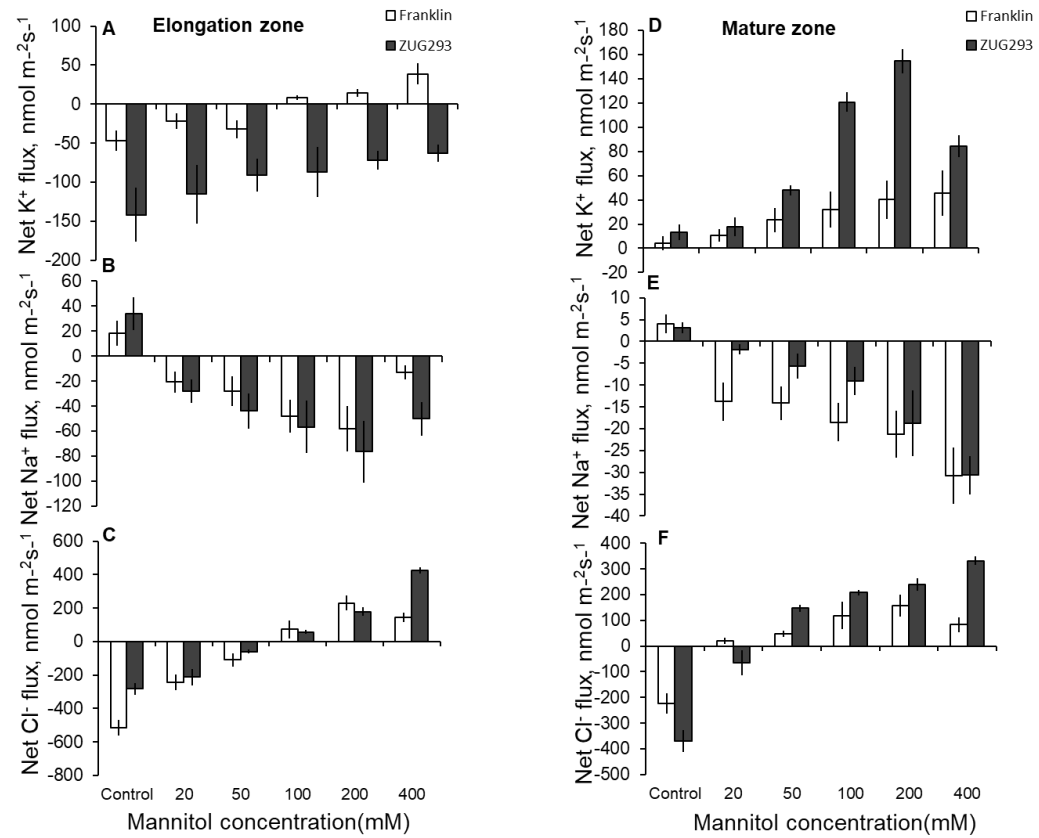 A Elongation zone
Franklin
ZUG293
100
50
0
-50
-100
-150
-200
Net K⁺ flux, nmol m-²s-¹
B
60
40
20
0
-20
-40
-60
-80
-100
-120
Net Na⁺ flux, nmol m-²s-¹
C
600
400
200
0
-200
-400
-600
-800
Net Cl⁻ flux, nmol m-²s-¹
Control 20 50 100 200 400
Mannitol concentration(mM)
D Mature zone
Franklin
ZUG293
180
160
140
120
100
80
60
40
20
0
-20
Net K⁺ flux, nmol m-²s-¹
E
10
5
0
-5
-10
-15
-20
-25
-30
-35
-40
Net Na⁺ flux, nmol m-²s-¹
F
400
300
200
100
0
-100
-200
-300
-400
-500
Net Cl⁻ flux, nmol m-²s-¹
Control 20 50 100 200 400
Mannitol concentration(mM)